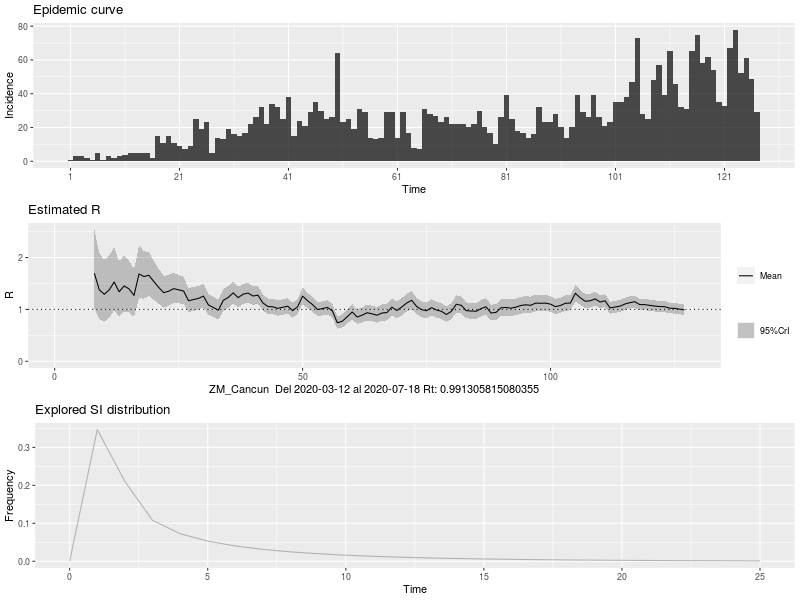 Epidemic curve
80
60
40
20
0
Incidence
1 21 41 61 81 101 121
Time
Estimated R
2
1
0
R
Mean
95%CrI
0 50 100
ZM_Cancun Del 2020-03-12 al 2020-07-18 Rt: 0.991305815080355
Explored SI distribution
0.3
0.2
0.1
0.0
Frequency
0 5 10 15 20 25
Time